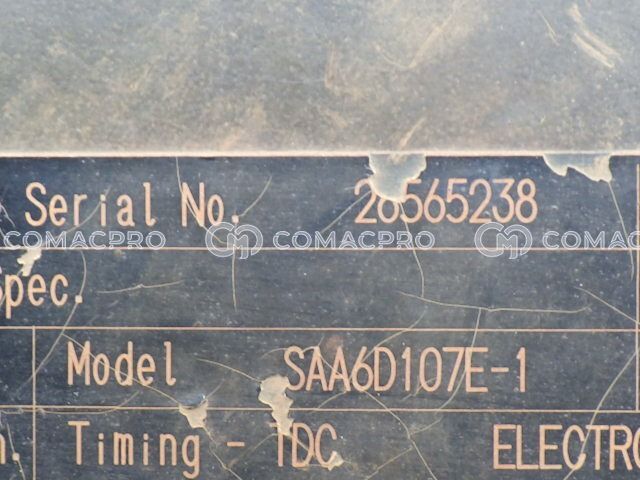 Serial No. 26565238
COMACPRO COMACPRO COMAC
Spec.
Model SAA6D107E-1
n. Timing - TDC ELECTRO